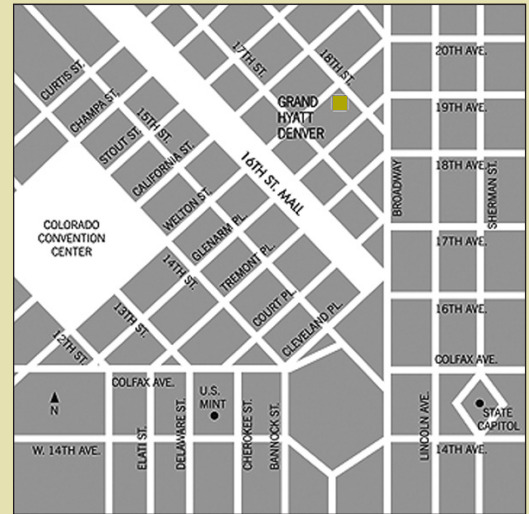 20TH AVE.
17TH ST.
18TH ST.
CURTIS ST.
CHAMPA ST.
STOUT ST.
15TH ST.
CALIFORNIA ST.
GRAND
HYATT
DENVER
19TH AVE.
16TH ST. MALL
18TH AVE.
BROADWAY
SHERMAN ST.
WELTON ST.
GLENARM PL.
TREMONT PL.
COLORADO
CONVENTION
CENTER
17TH AVE.
14TH ST.
COURT PL.
CLEVELAND PL.
13TH ST.
12TH ST.
16TH AVE.
COLFAX AVE.
COLFAX AVE.
N
U.S.
MINT
LINCOLN AVE.
STATE
CAPITOL
W. 14TH AVE.
ELATI ST.
DELAWARE ST.
CHEROKEE ST.
BANNOCK ST.
14TH AVE.